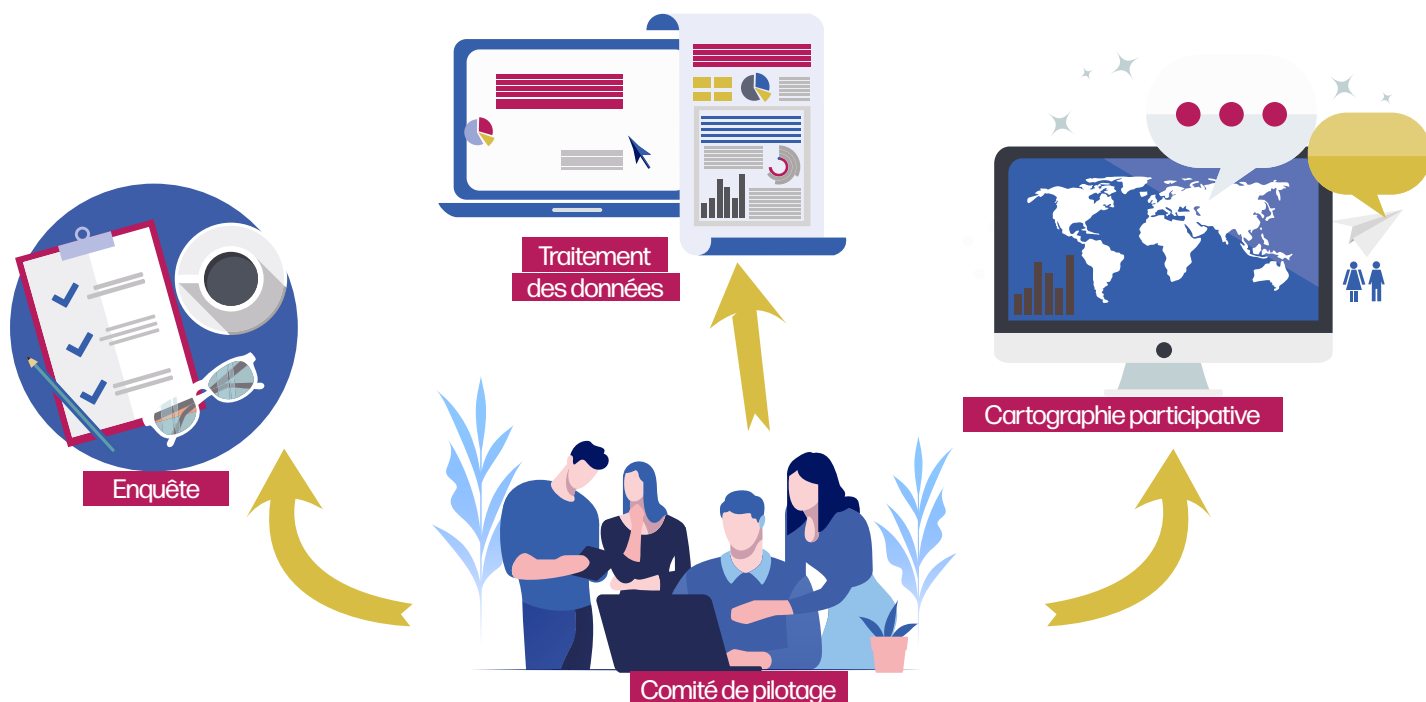 Traitement
des données
Cartographie participative
Enquête
Comité de pilotage